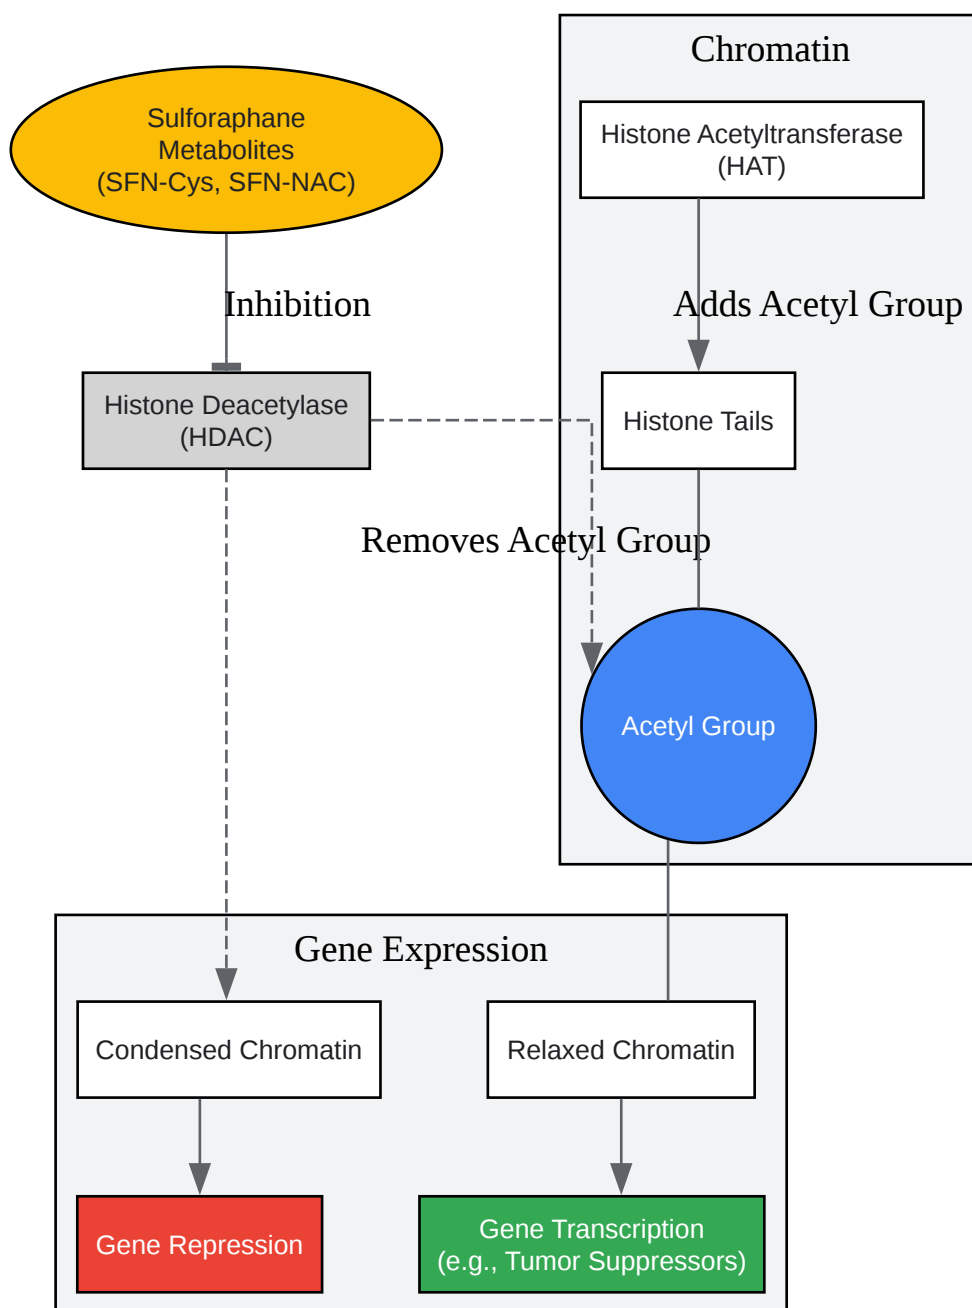 Chromatin
Sulforaphane
Metabolites
(SFN-Cys, SFN-NAC)
Histone Acetyltransferase
(HAT)
Inhibition
Adds Acetyl Group
Histone Deacetylase
(HDAC)
Histone Tails
Removes Acetyl Group
Acetyl Group
Gene Expression
Condensed Chromatin
Relaxed Chromatin
Gene Repression
Gene Transcription
(e.g., Tumor Suppressors)